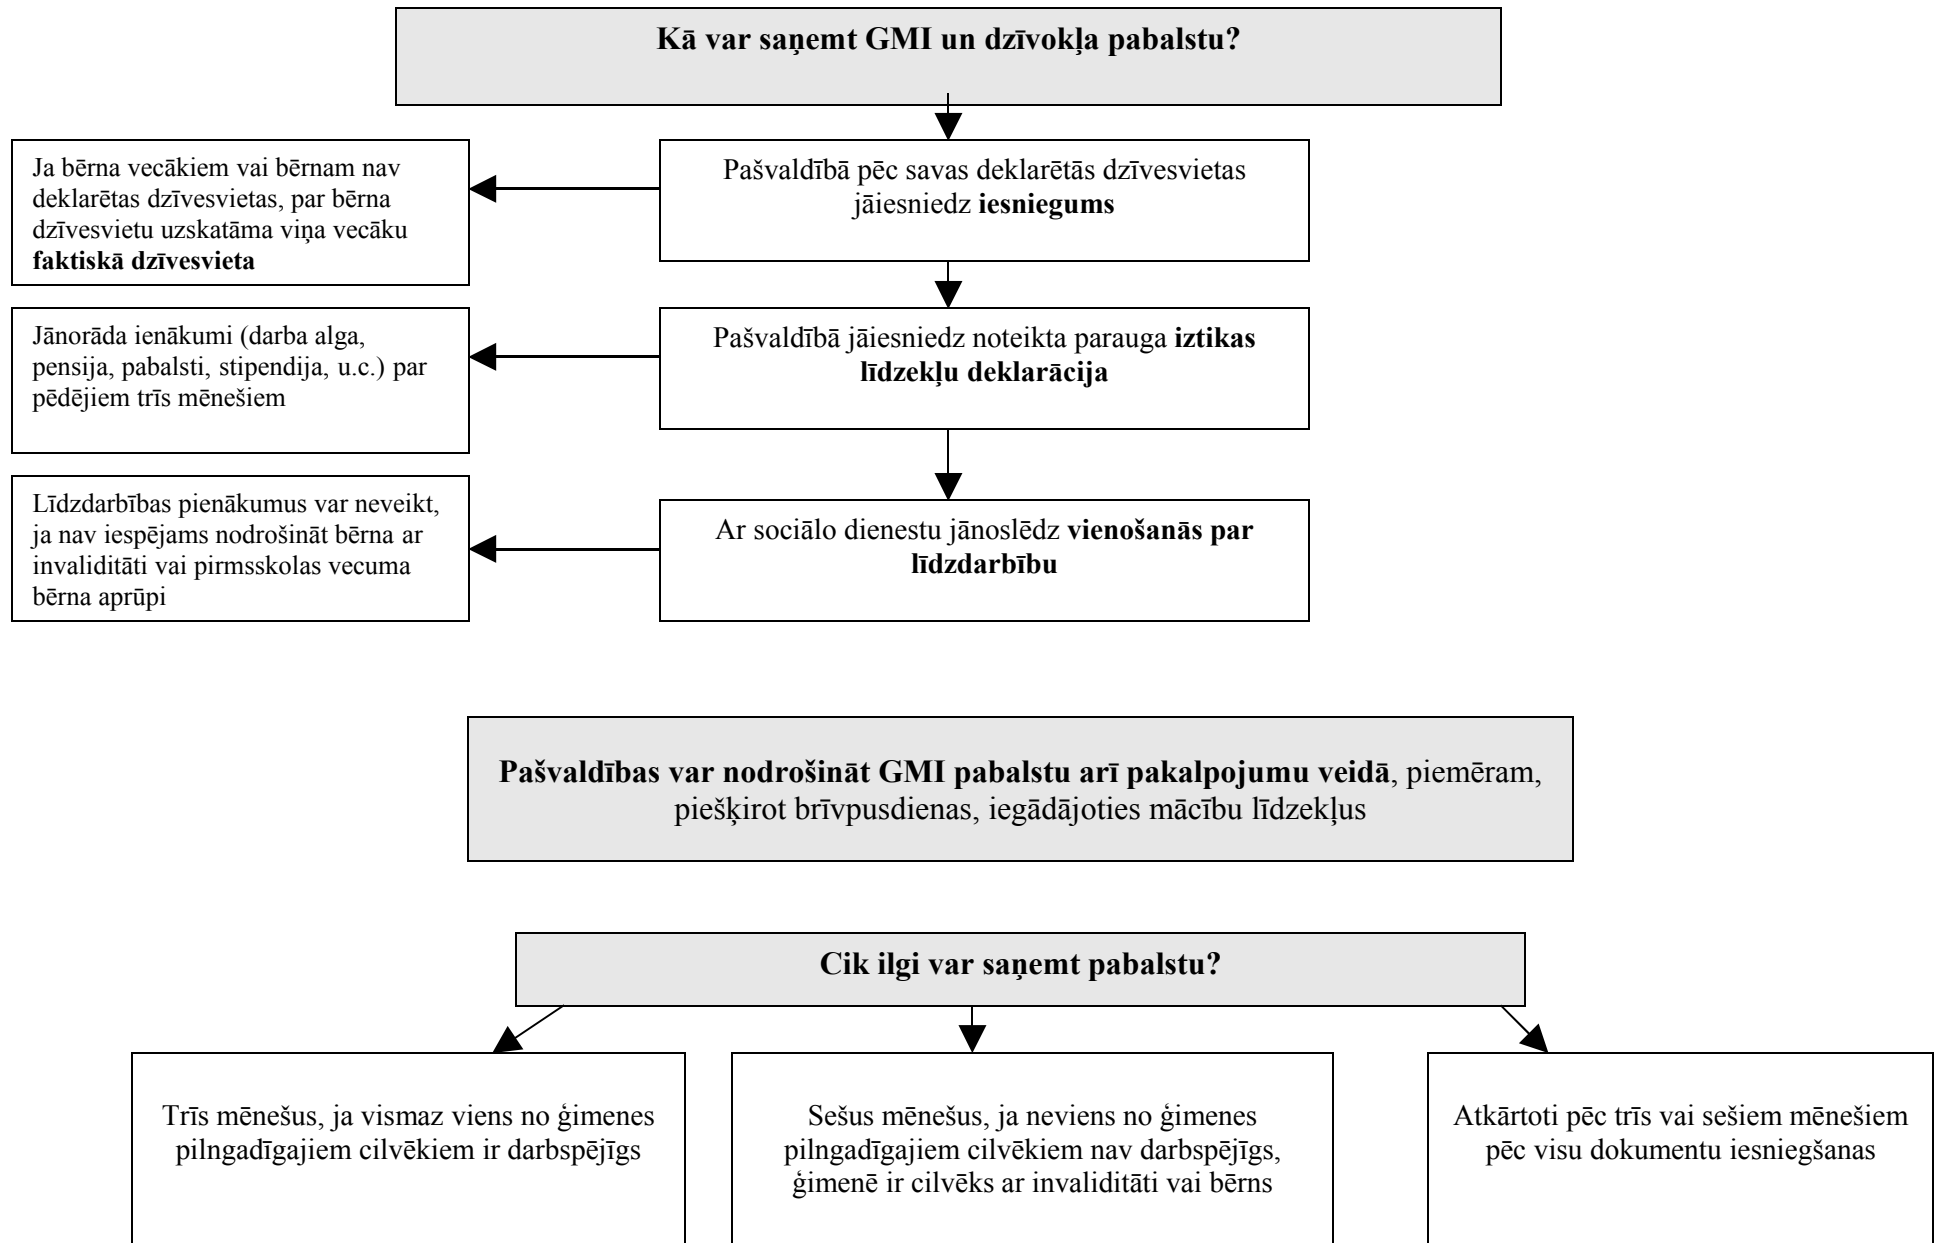 Kā var saņemt GMI un dzīvokļa pabalstu?
Pašvaldībā pēc savas deklarētās dzīvesvietas
jāiesniedz iesniegums
Ja bērna vecākiem vai bērnam nav
deklarētas dzīvesvietas, par bērna
dzīvesvietu uzskatāma viņa vecāku
faktiskā dzīvesvieta
Pašvaldībā jāiesniedz noteikta parauga iztikas
līdzekļu deklarācija
Jānorāda ienākumi (darba alga,
pensija, pabalsti, stipendija, u.c.) par
pēdējiem trīs mēnešiem
Ar sociālo dienestu jānoslēdz vienošanās par
līdzdarbību
Līdzdarbības pienākumus var neveikt,
ja nav iespējams nodrošināt bērna ar
invaliditāti vai pirmsskolas vecuma
bērna aprūpi
Pašvaldības var nodrošināt GMI pabalstu arī pakalpojumu veidā, piemēram,
piešķirot brīvpusdienas, iegādājoties mācību līdzekļus
Cik ilgi var saņemt pabalstu?
Trīs mēnešus, ja vismaz viens no ģimenes
pilngadīgajiem cilvēkiem ir darbspējīgs
Sešus mēnešus, ja neviens no ģimenes
pilngadīgajiem cilvēkiem nav darbspējīgs,
ģimenē ir cilvēks ar invaliditāti vai bērns
Atkārtoti pēc trīs vai sešiem mēnešiem
pēc visu dokumentu iesniegšanas